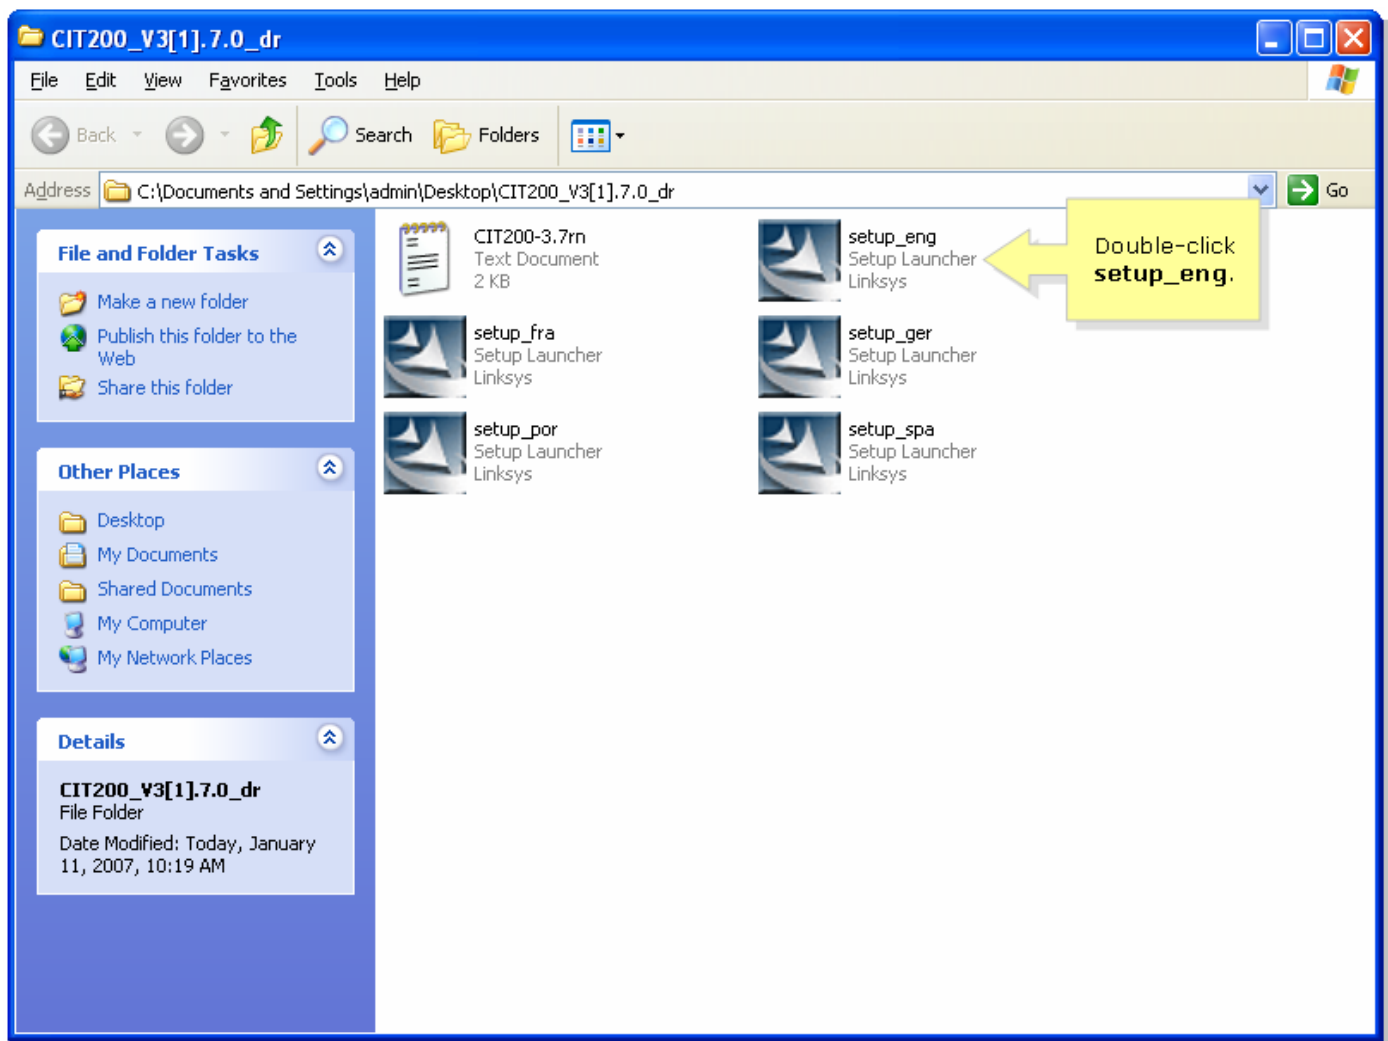 CIT200_V3[1].7.0_dr
File Edit View Favorites Tools Help
Back Search Folders
Address C:\Documents and Settings\admin\Desktop\CIT200_V3[1].7.0_dr Go
File and Folder Tasks
Make a new folder
Publish this folder to the
Web
Share this folder
Other Places
Desktop
My Documents
Shared Documents
My Computer
My Network Places
Details
CIT200_V3[1].7.0_dr
File Folder
Date Modified: Today, January
11, 2007, 10:19 AM
CIT200-3.7rn
Text Document
2 KB
setup_eng
Setup Launcher
Linksys
Double-click
setup_eng.
setup_fra
Setup Launcher
Linksys
setup_ger
Setup Launcher
Linksys
setup_por
Setup Launcher
Linksys
setup_spa
Setup Launcher
Linksys